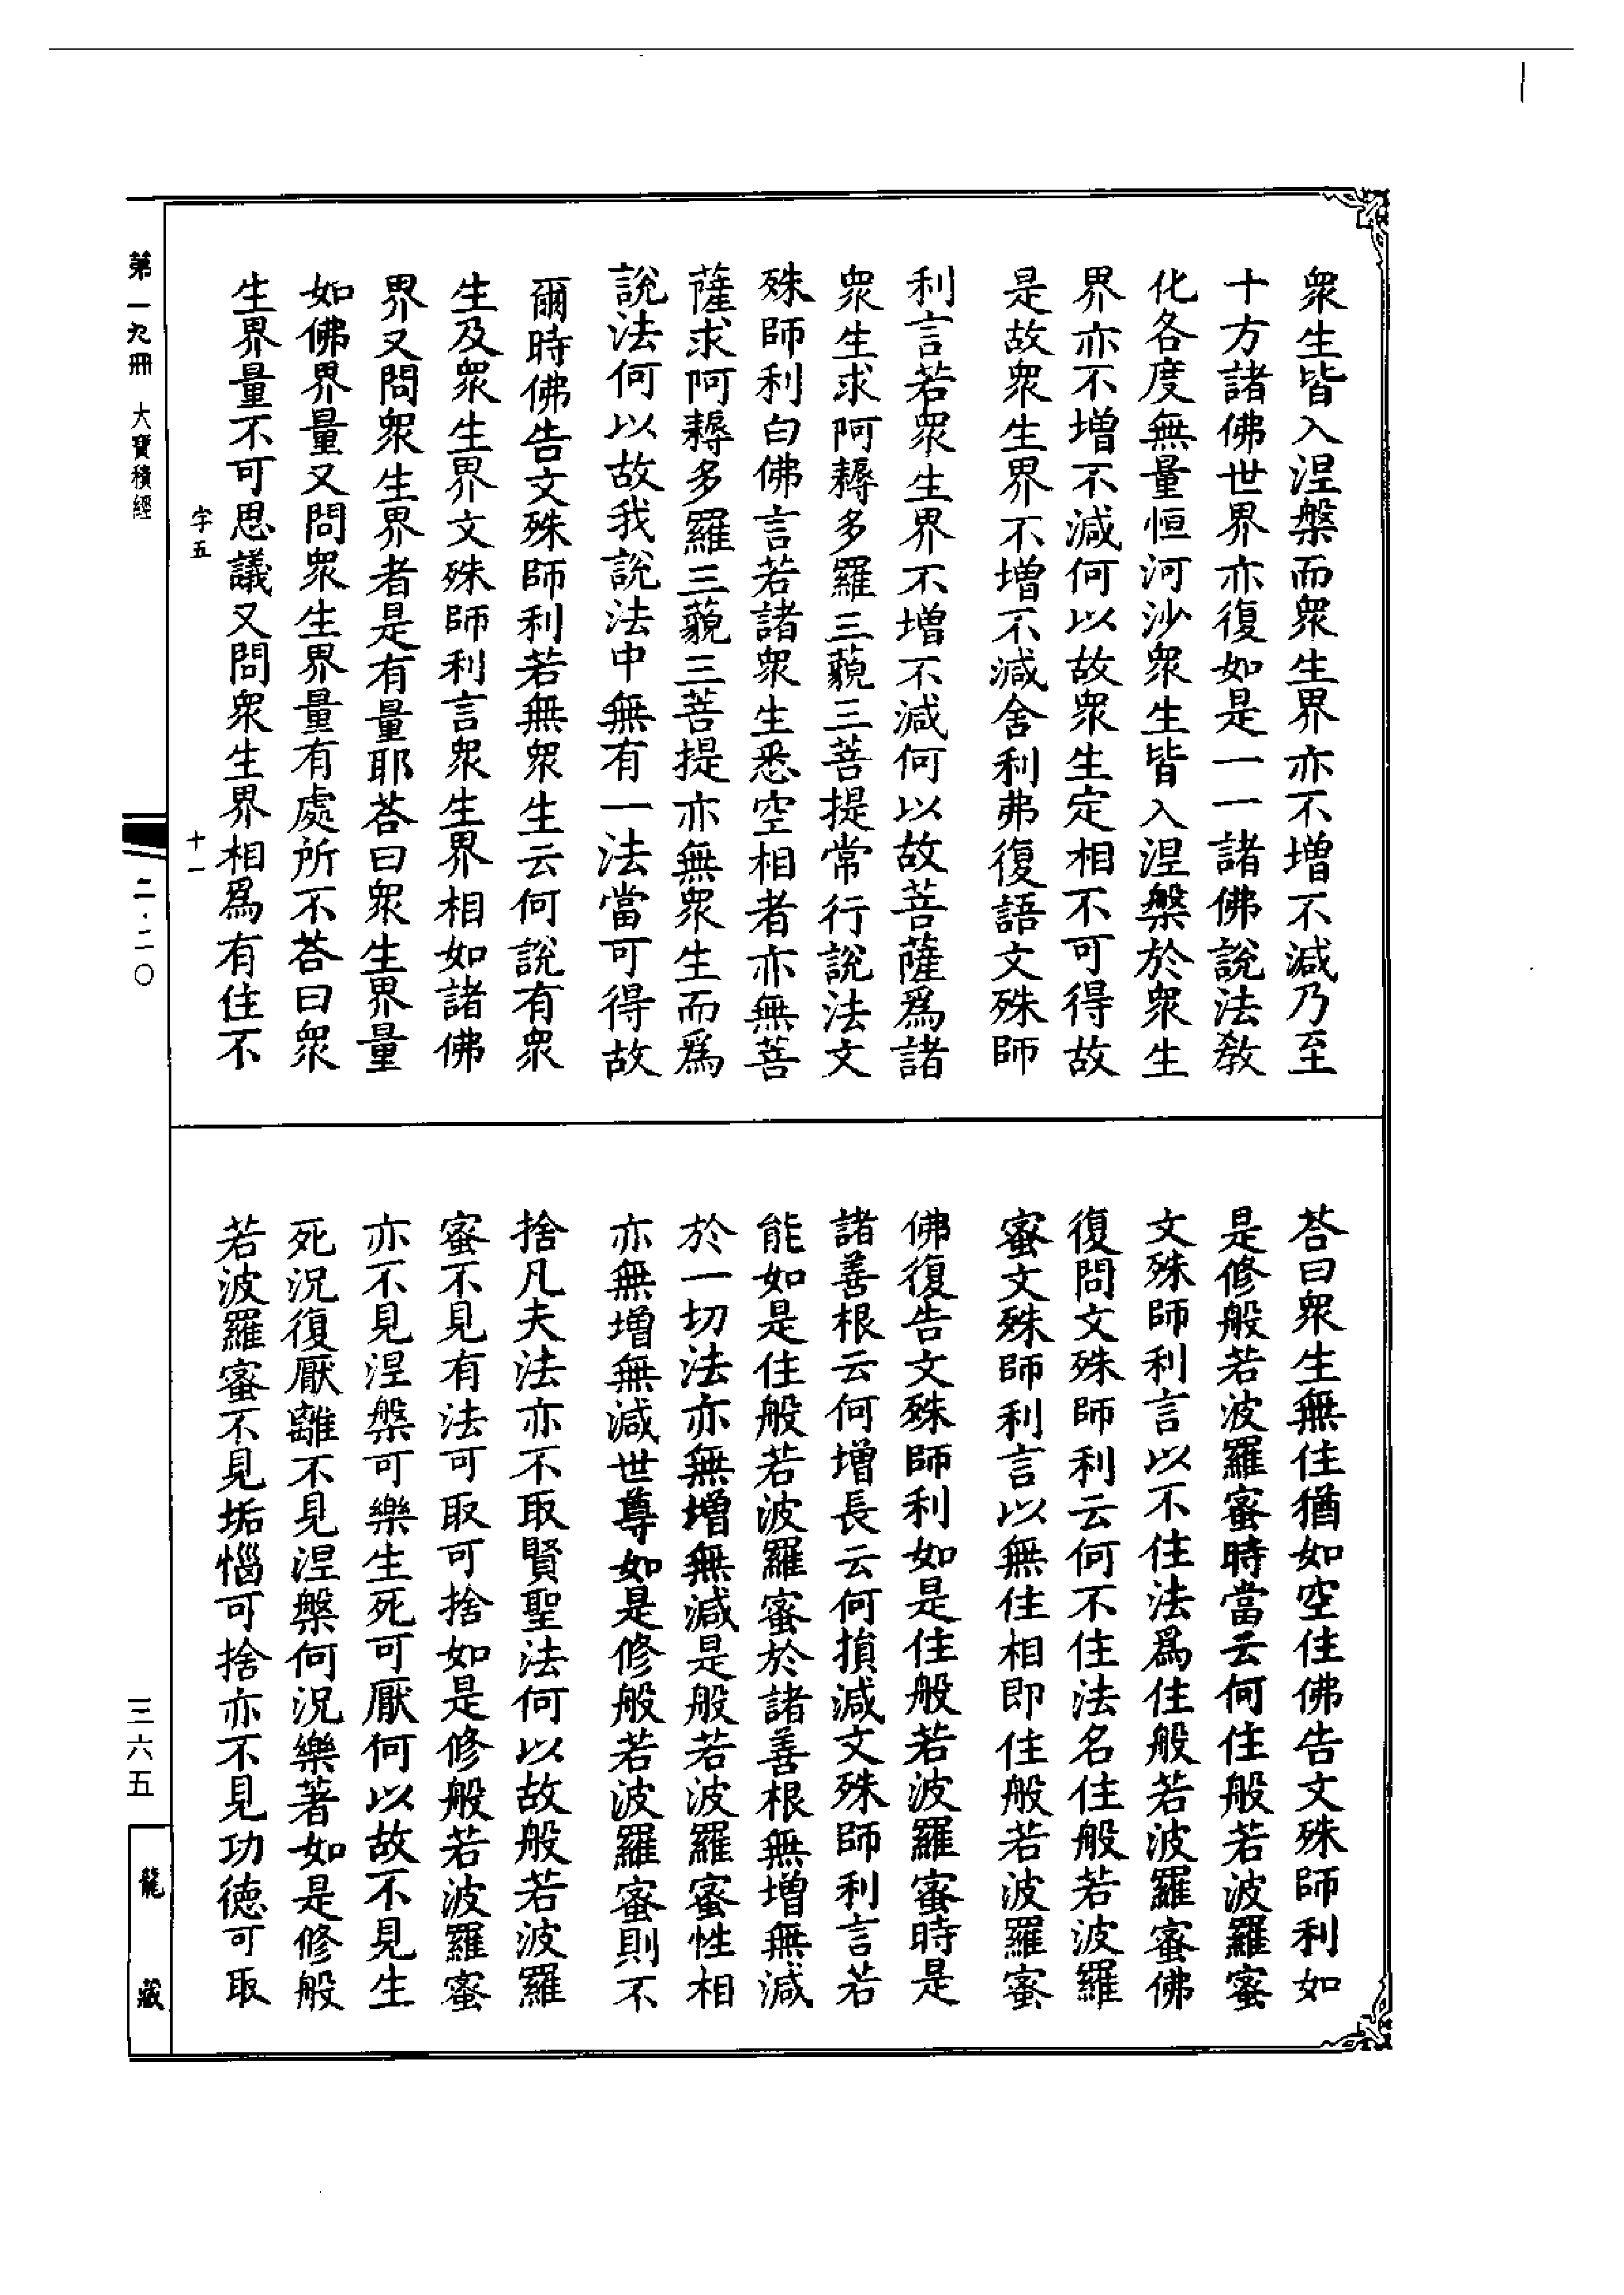 衆生皆入涅槃而衆生界亦不增不減乃至
十方諸佛世界亦復如是一一諸佛說法教
化各度無量恒河沙衆生皆入涅槃於衆生
界亦不增不減何以故衆生定相不可得故
是故衆生界不增不減舍利弗復語文殊師
利言若衆生界不增不減何以故菩薩爲諸
衆生求阿耨多羅三藐三菩提常行說法文
殊師利白佛言若諸衆生悉空相者亦無菩
薩求阿耨多羅三藐三菩提亦無衆生而爲
說法何以故我說法中無有一法當可得故
爾時佛告文殊師利若無衆生云何說有衆
生及衆生界文殊師利言衆生界相如諸佛
界又問衆生界者是有量耶荅曰衆生界量
如佛界量又問衆生界量有處所不荅曰衆
生界量不可思議又問衆生界相爲有住不
字五
十一
荅曰衆生無住猶如空住佛告文殊師利如
是修般若波羅蜜時當云何住般若波羅蜜
文殊師利言以不住法爲住般若波羅蜜佛
復問文殊師利云何不住法名住般若波羅
蜜文殊師利言以無住相即住般若波羅蜜
佛復告文殊師利如是住般若波羅蜜時是
諸善根云何增長云何損減文殊師利言若
能如是住般若波羅蜜於諸善根無增無減
於一切法亦無增無減是般若波羅蜜性相
亦無增無減世尊如是修般若波羅蜜則不
捨凡夫法亦不取賢聖法何以故般若波羅
蜜不見有法可取可捨如是修般若波羅蜜
亦不見涅槃可樂生死可厭何以故不見生
死況復厭離不見涅槃何況樂著如是修般
若波羅蜜不見垢惱可捨亦不見功德可取
第一九冊 大寶積經
二·二〇
三六五
龍藏